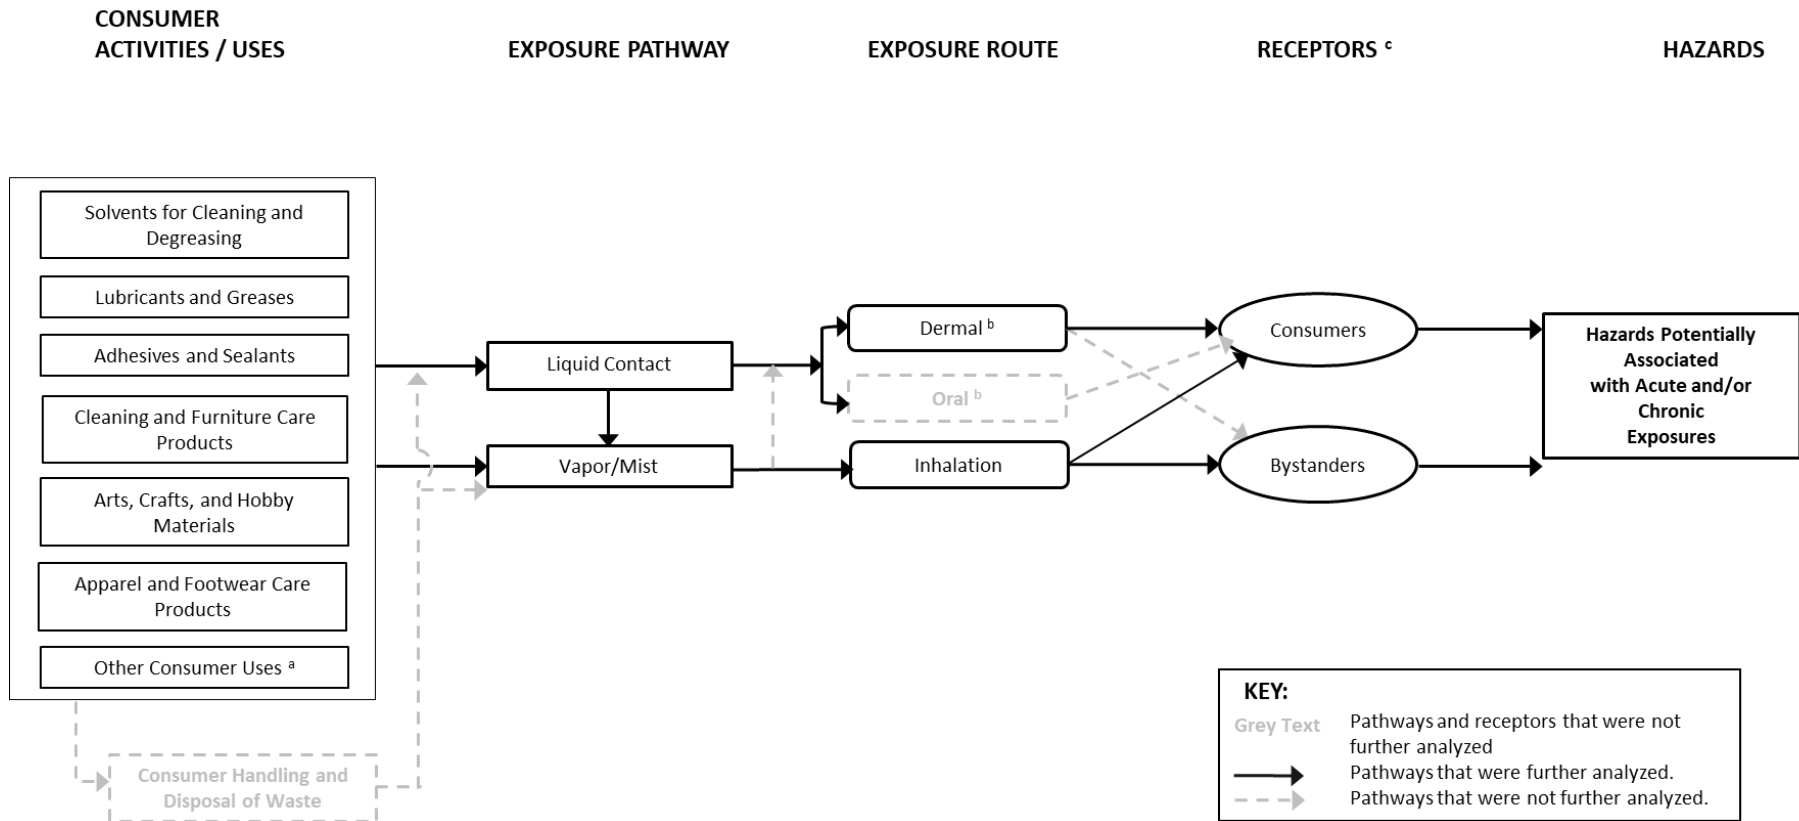 CONSUMER
ACTIVITIES / USES
EXPOSURE PATHWAY
EXPOSURE ROUTE
RECEPTORS c
HAZARDS
Solvents for Cleaning and
Degreasing
Lubricants and Greases
Adhesives and Sealants
Cleaning and Furniture Care
Products
Arts, Crafts, and Hobby
Materials
Apparel and Footwear Care
Products
Other Consumer Uses a
Consumer Handling and
Disposal of Waste
Liquid Contact
Vapor/Mist
Dermal b
Oral b
Inhalation
Consumers
Bystanders
Hazards Potentially
Associated
with Acute and/or
Chronic
Exposures
KEY:
Grey Text
Pathways and receptors that were not
further analyzed
Pathways that were further analyzed.
Pathways that were not further analyzed.